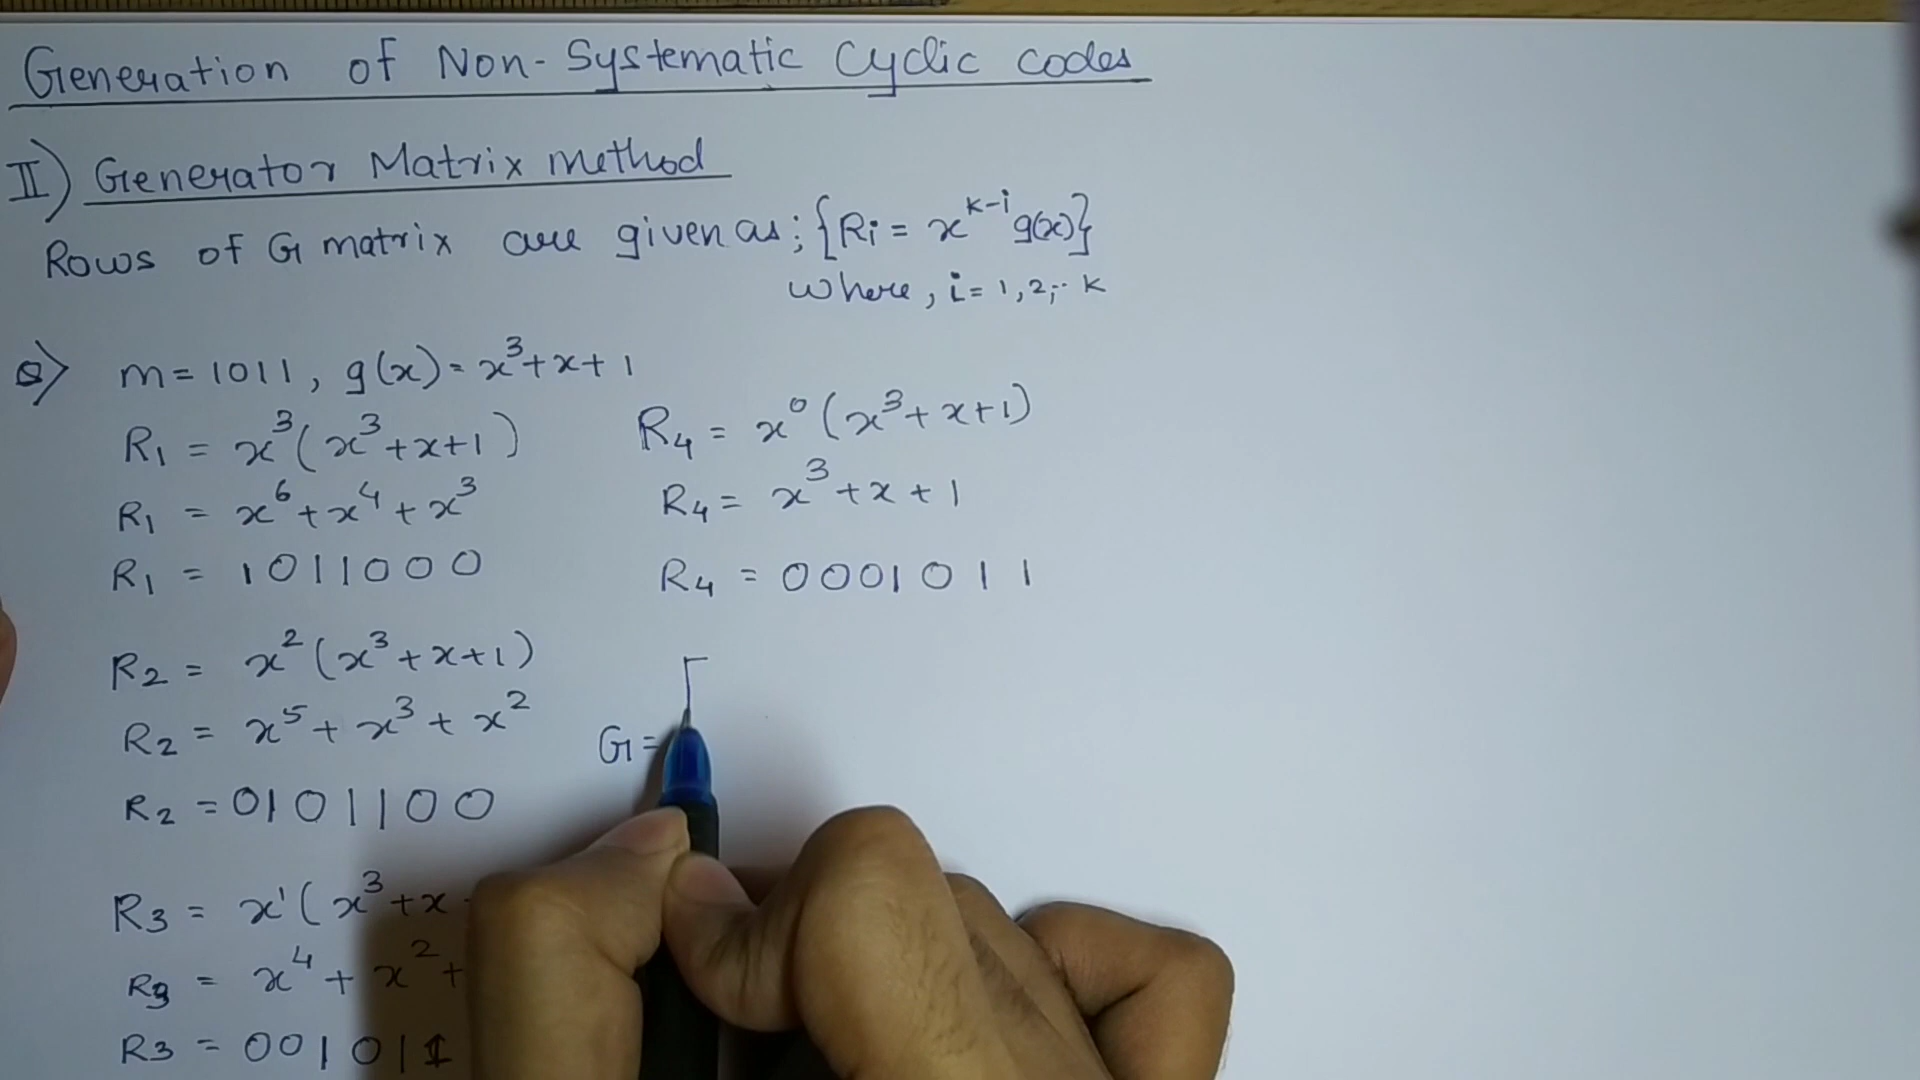 Generation of Non-Systematic Cyclic codes
II) Generator Matrix method
Rows of G matrix are given as; {Ri = x^(k-i) g(x)}
where, i = 1,2,.. k
Q) m = 1011, g(x) = x³+x+1
R1 = x³(x³+x+1)
R1 = x⁶+x⁴+x³
R1 = 1011000
R2 = x²(x³+x+1)
R2 = x⁵+x³+x²
R2 = 0101100
R3 = x¹(x³+x
R3 = x⁴+x²+
R3 = 001011
R4 = x⁰(x³+x+1)
R4 = x³+x+1
R4 = 0001011
G =